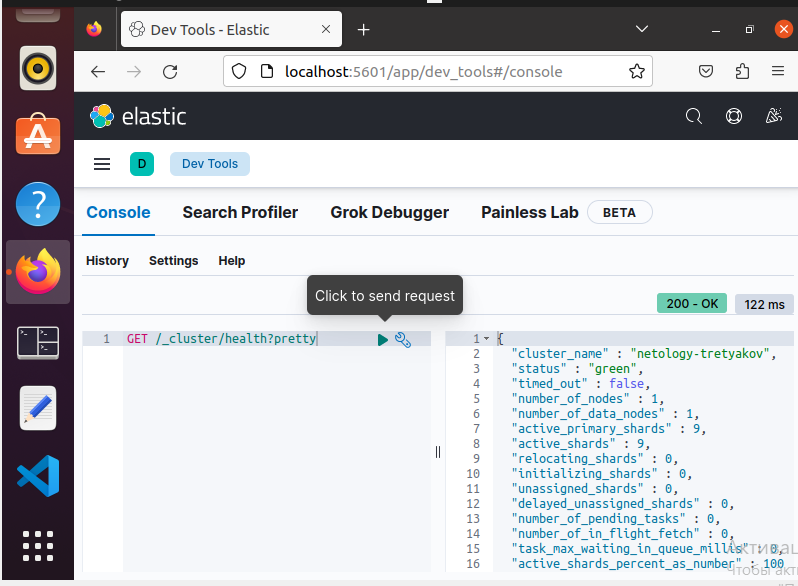 Dev Tools - Elastic
localhost:5601/app/dev_tools#/console
elastic
D Dev Tools
Console Search Profiler Grok Debugger Painless Lab BETA
History Settings Help
Click to send request
200 - OK 122 ms
1 GET /_cluster/health?pretty
1 {
2 "cluster_name" : "netology-tretyakov",
3 "status" : "green",
4 "timed_out" : false,
5 "number_of_nodes" : 1,
6 "number_of_data_nodes" : 1,
7 "active_primary_shards" : 9,
8 "active_shards" : 9,
9 "relocating_shards" : 0,
10 "initializing_shards" : 0,
11 "unassigned_shards" : 0,
12 "delayed_unassigned_shards" : 0,
13 "number_of_pending_tasks" : 0,
14 "number_of_in_flight_fetch" : 0,
15 "task_max_waiting_in_queue_millis" : 0,
16 "active_shards_percent_as_number" : 100